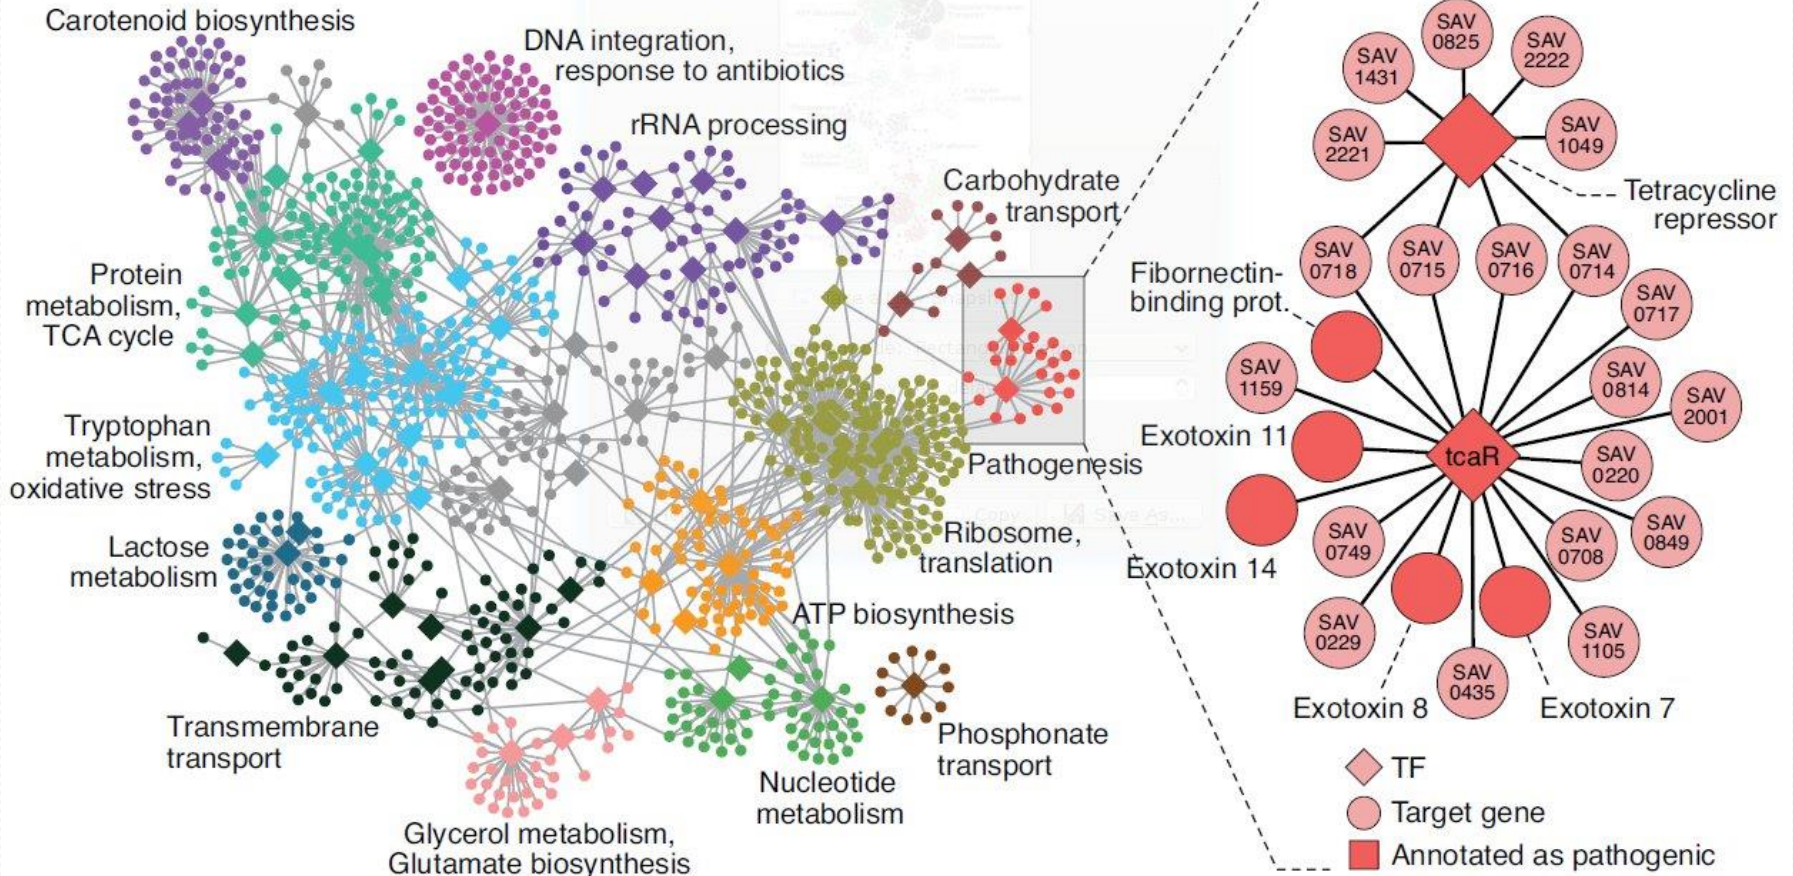 Carotenoid biosynthesis
DNA integration,
response to antibiotics
rRNA processing
Carbohydrate
transport
Protein
metabolism,
TCA cycle
Tryptophan
metabolism,
oxidative stress
Pathogenesis
Ribosome,
translation
Lactose
metabolism
ATP biosynthesis
Transmembrane
transport
Phosphonate
transport
Nucleotide
metabolism
Glycerol metabolism,
Glutamate biosynthesis
Copy
Save As...
SAV
0825
SAV
1431
SAV
2222
SAV
2221
SAV
1049
Tetracycline
repressor
SAV
0718
SAV
0715
SAV
0716
SAV
0714
Fibornectin-
binding prot.
SAV
0717
SAV
1159
SAV
0814
SAV
2001
Exotoxin 11
tcaR
SAV
0220
Exotoxin 14
SAV
0749
SAV
0708
SAV
0849
SAV
0229
SAV
1105
SAV
0435
Exotoxin 8
Exotoxin 7
TF
Target gene
Annotated as pathogenic